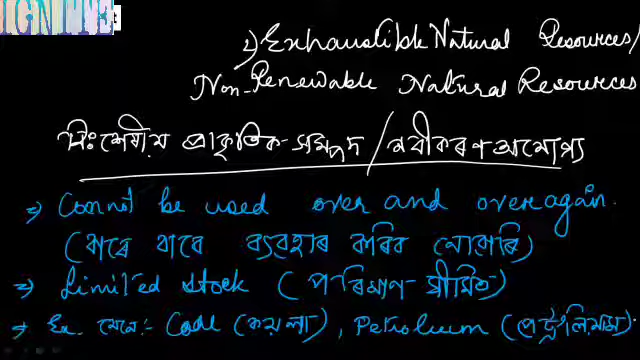 IGNITE
2) Exhaustible Natural Resources/
Non-Renewable Natural Resources
নিঃশেষীয় প্ৰাকৃতিক সম্পদ/নবীকৰণ অযোগ্য
⇒ Cannot be used over and over again.
(বাৰে বাৰে ব্যৱহাৰ কৰিব নোৱাৰি)
⇒ Limited stock (পৰিমাণ সীমিত)
⇒ Ex. যেনে:- Coal (কয়লা), Petroleum (পেট্ৰলিয়াম).